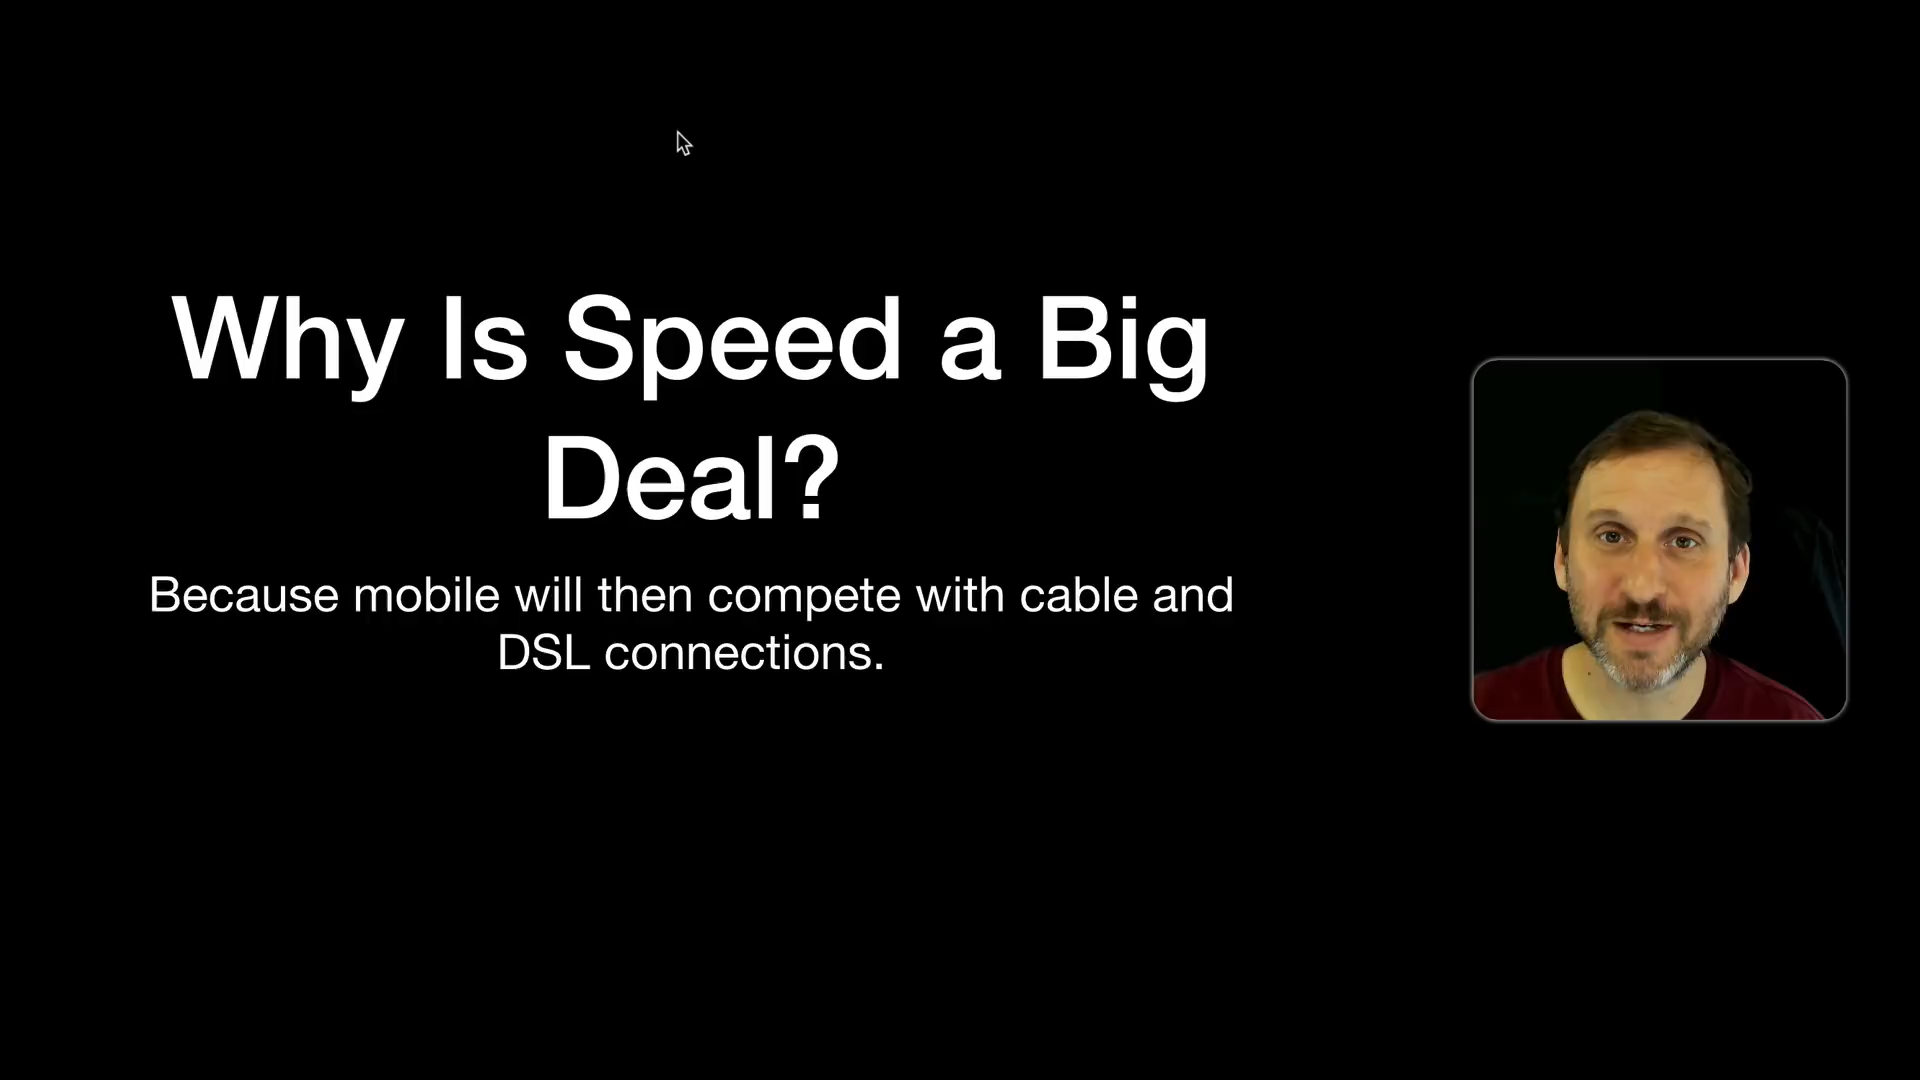 Why Is Speed a Big
Deal?
Because mobile will then compete with cable and
DSL connections.